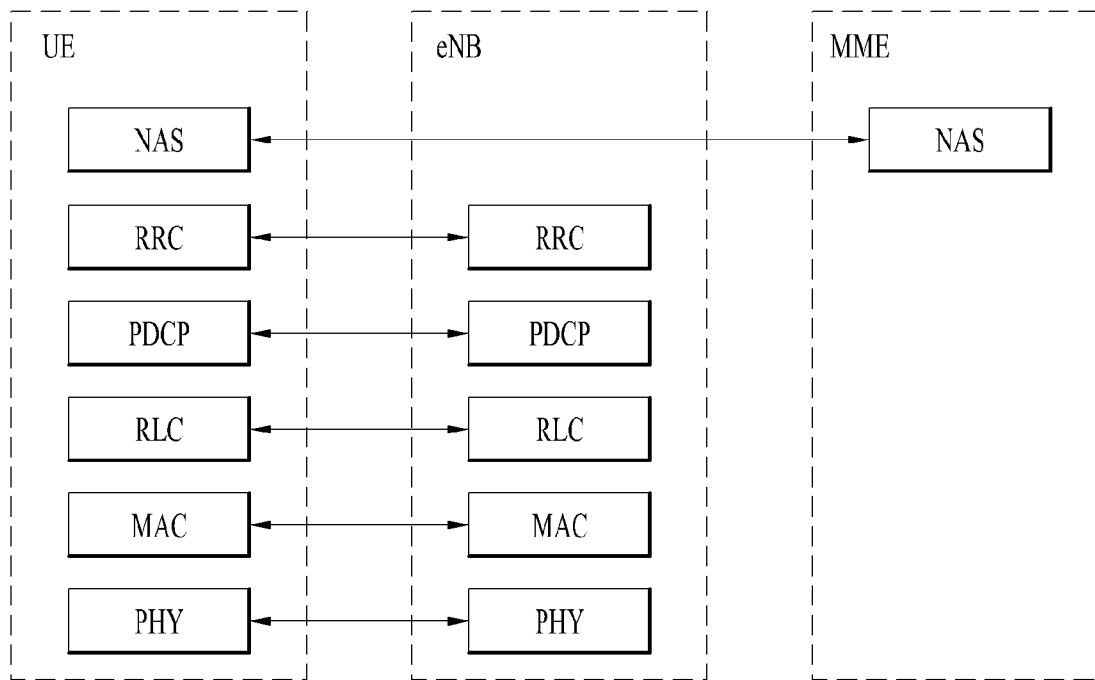 UE eNB MME
NAS NAS
RRC RRC
PDCP PDCP
RLC RLC
MAC MAC
PHY PHY